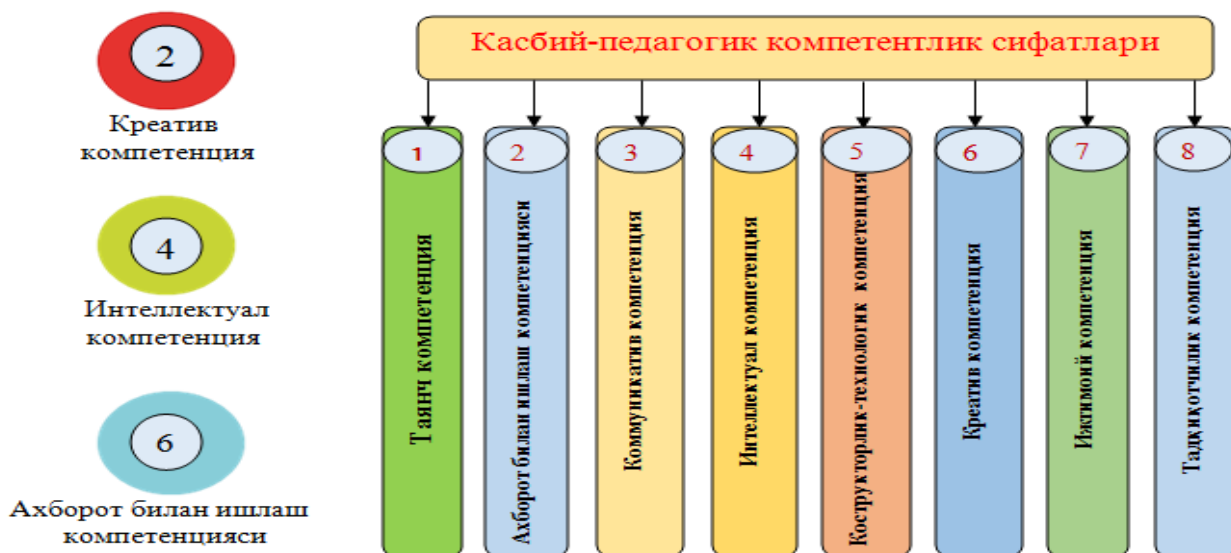 2
Креатив
компетенция
4
Интеллектуал
компетенция
6
Ахборот билан ишлаш
компетенцияси
Касбий-педагогик компетентлик сифатлари
1
Таянч компетенция
2
Ахборот билан ишлаш компетенцияси
3
Коммуникатив компетенция
4
Интеллектуал компетенция
5
Кострукторлик-технологик компетенция
6
Креатив компетенция
7
Ижтимоий компетенция
8
Тадқиқотчилик компетенция